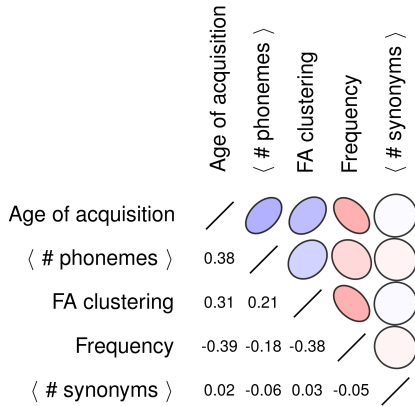 Age of acquisition
⟨ # phonemes ⟩
FA clustering
Frequency
⟨ # synonyms ⟩
Age of acquisition
⟨ # phonemes ⟩ 0.38
FA clustering 0.31 0.21
Frequency -0.39 -0.18 -0.38
⟨ # synonyms ⟩ 0.02 -0.06 0.03 -0.05